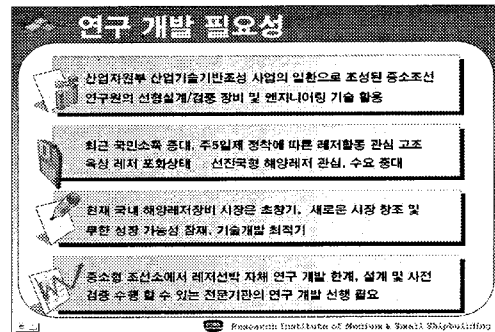 연구 개발 필요성
산업자원부 산업기술기반조성 사업의 일환으로 조성된 중소조선
연구원의 선형설계/검증 장비 및 엔지니어링 기술 활용
최근 국민소득 증대, 주5일제 정착에 따른 레저활동 관심 고조
육상 레저 포화상태 선진국형 해양레저 관심, 수요 증대
현재 국내 해양레저장비 시장은 초창기, 새로운 시장 창조 및
무한 성장 가능성 잠재, 기술개발 최적기
중소형 조선소에서 레저선박 자체 연구 개발 한계, 설계 및 사전
검증 수행 할 수 있는 전문기관의 연구 개발 선행 필요
Research Institute of Medium & Small Shipbuilding